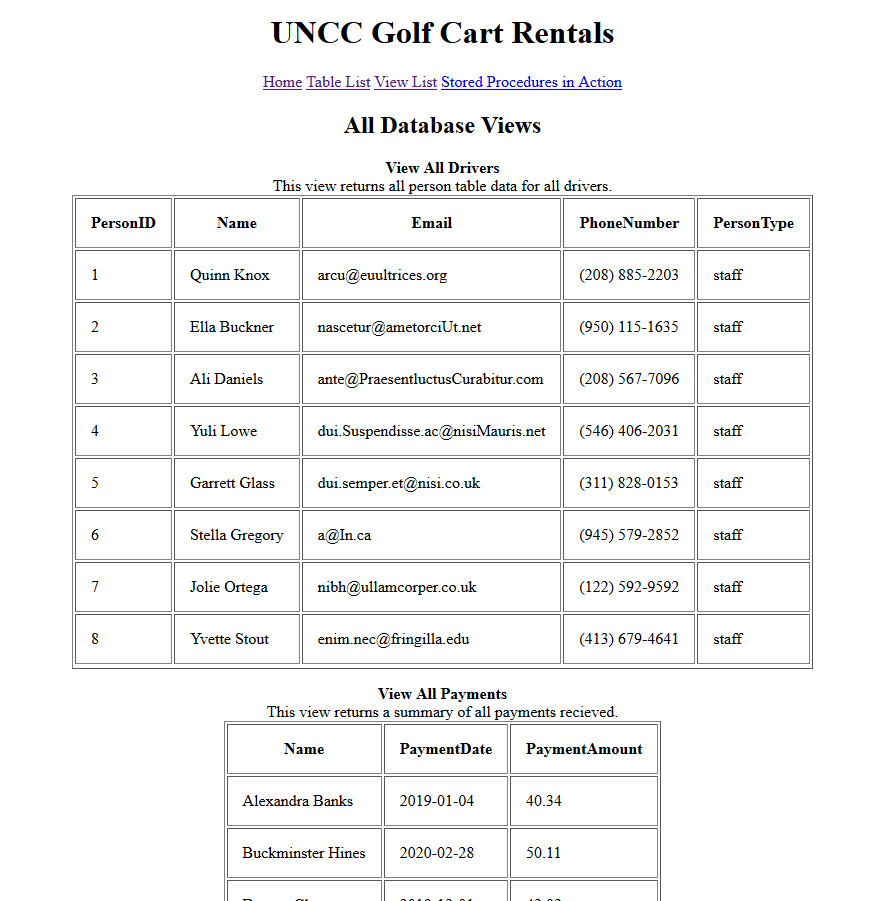 UNCC Golf Cart Rentals
Home Table List View List Stored Procedures in Action
All Database Views
View All Drivers
This view returns all person table data for all drivers.
PersonID Name Email PhoneNumber PersonType
1 Quinn Knox arcu@euultrices.org (208) 885-2203 staff
2 Ella Buckner nascetur@ametorciUt.net (950) 115-1635 staff
3 Ali Daniels ante@PraesentluctusCurabitur.com (208) 567-7096 staff
4 Yuli Lowe dui.Suspendisse.ac@nisiMauris.net (546) 406-2031 staff
5 Garrett Glass dui.semper.et@nisi.co.uk (311) 828-0153 staff
6 Stella Gregory a@In.ca (945) 579-2852 staff
7 Jolie Ortega nibh@ullamcorper.co.uk (122) 592-9592 staff
8 Yvette Stout enim.nec@fringilla.edu (413) 679-4641 staff
View All Payments
This view returns a summary of all payments recieved.
Name PaymentDate PaymentAmount
Alexandra Banks 2019-01-04 40.34
Buckminster Hines 2020-02-28 50.11